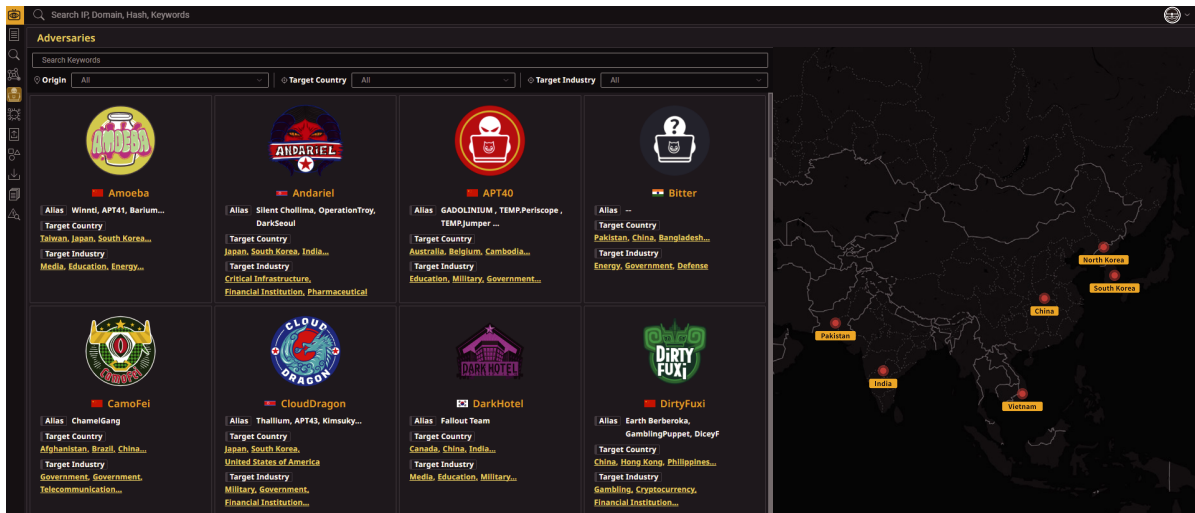 Search IP, Domain, Hash, Keywords
Adversaries
Search Keywords
Origin All Target Country All Target Industry All
AMOEBA
Amoeba
Alias Winnti, APT41, Barium...
Target Country
Taiwan, Japan, South Korea...
Target Industry
Media, Education, Energy...
ANDARIEL
Andariel
Alias Silent Chollima, OperationTroy,
DarkSeoul
Target Country
Japan, South Korea, India...
Target Industry
Critical Infrastructure,
Financial Institution, Pharmaceutical
APT40
Alias GADOLINIUM , TEMP.Periscope ,
TEMP.Jumper ...
Target Country
Australia, Belgium, Cambodia...
Target Industry
Education, Military, Government...
?
Bitter
Alias --
Target Country
Pakistan, China, Bangladesh...
Target Industry
Energy, Government, Defense
CamoFei
CamoFei
Alias ChamelGang
Target Country
Afghanistan, Brazil, China...
Target Industry
Government, Government,
Telecommunication...
CLOUD
DRAGON
CloudDragon
Alias Thallium, APT43, Kimsuky...
Target Country
Japan, South Korea,
United States of America
Target Industry
Military, Government,
Financial Institution...
DARK HOTEL
DarkHotel
Alias Fallout Team
Target Country
Canada, China, India...
Target Industry
Media, Education, Military...
DiRTY
FUXi
DirtyFuxi
Alias Earth Berberoka,
GamblingPuppet, DiceyF
Target Country
China, Hong Kong, Philippines...
Target Industry
Gambling, Cryptocurrency,
Financial Institution...
North Korea
South Korea
China
Pakistan
India
Vietnam